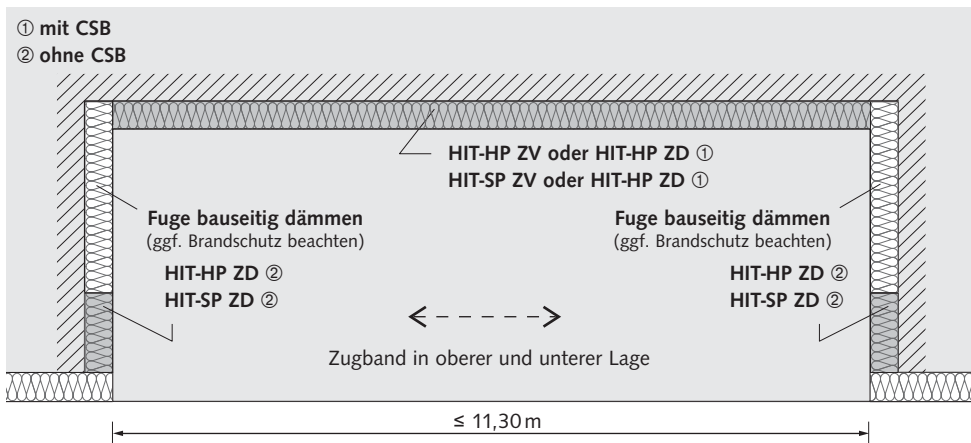 ① mit CSB
② ohne CSB
HIT-HP ZV oder HIT-HP ZD ①
HIT-SP ZV oder HIT-HP ZD ①
Fuge bauseitig dämmen
(ggf. Brandschutz beachten)
HIT-HP ZD ②
HIT-SP ZD ②
Fuge bauseitig dämmen
(ggf. Brandschutz beachten)
HIT-HP ZD ②
HIT-SP ZD ②
Zugband in oberer und unterer Lage
≤ 11,30 m